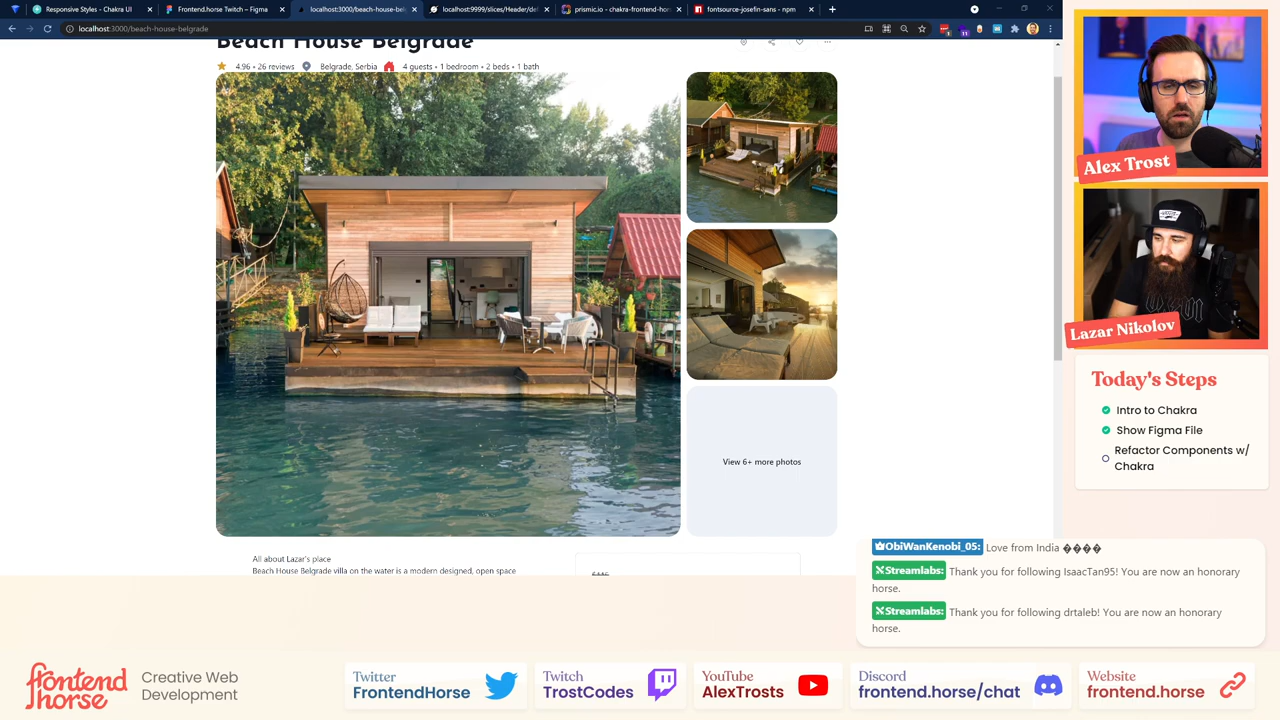 Responsive Styles - Chakra UI
Frontend.horse Twitch – Figma
localhost:3000/beach-house-bel
localhost:9999/slices/Header/de
prismic.io - chakra-frontend-hor
fontsource-josefin-sans - npm
localhost:3000/beach-house-belgrade
Beach House Belgrade
4.96 • 26 reviews
Belgrade, Serbia
4 guests • 1 bedroom • 2 beds • 1 bath
View 6+ more photos
All about Lazar's place
Beach House Belgrade villa on the water is a modern designed, open space
Alex Trost
Lazar Nikolov
Today's Steps
Intro to Chakra
Show Figma File
Refactor Components w/
Chakra
ObiWanKenobi_05: Love from India ����
Streamlabs: Thank you for following IsaacTan95! You are now an honorary
horse.
Streamlabs: Thank you for following drtaleb! You are now an honorary
horse.
frontend
horse
Creative Web
Development
Twitter
FrontendHorse
Twitch
TrostCodes
YouTube
AlexTrosts
Discord
frontend.horse/chat
Website
frontend.horse